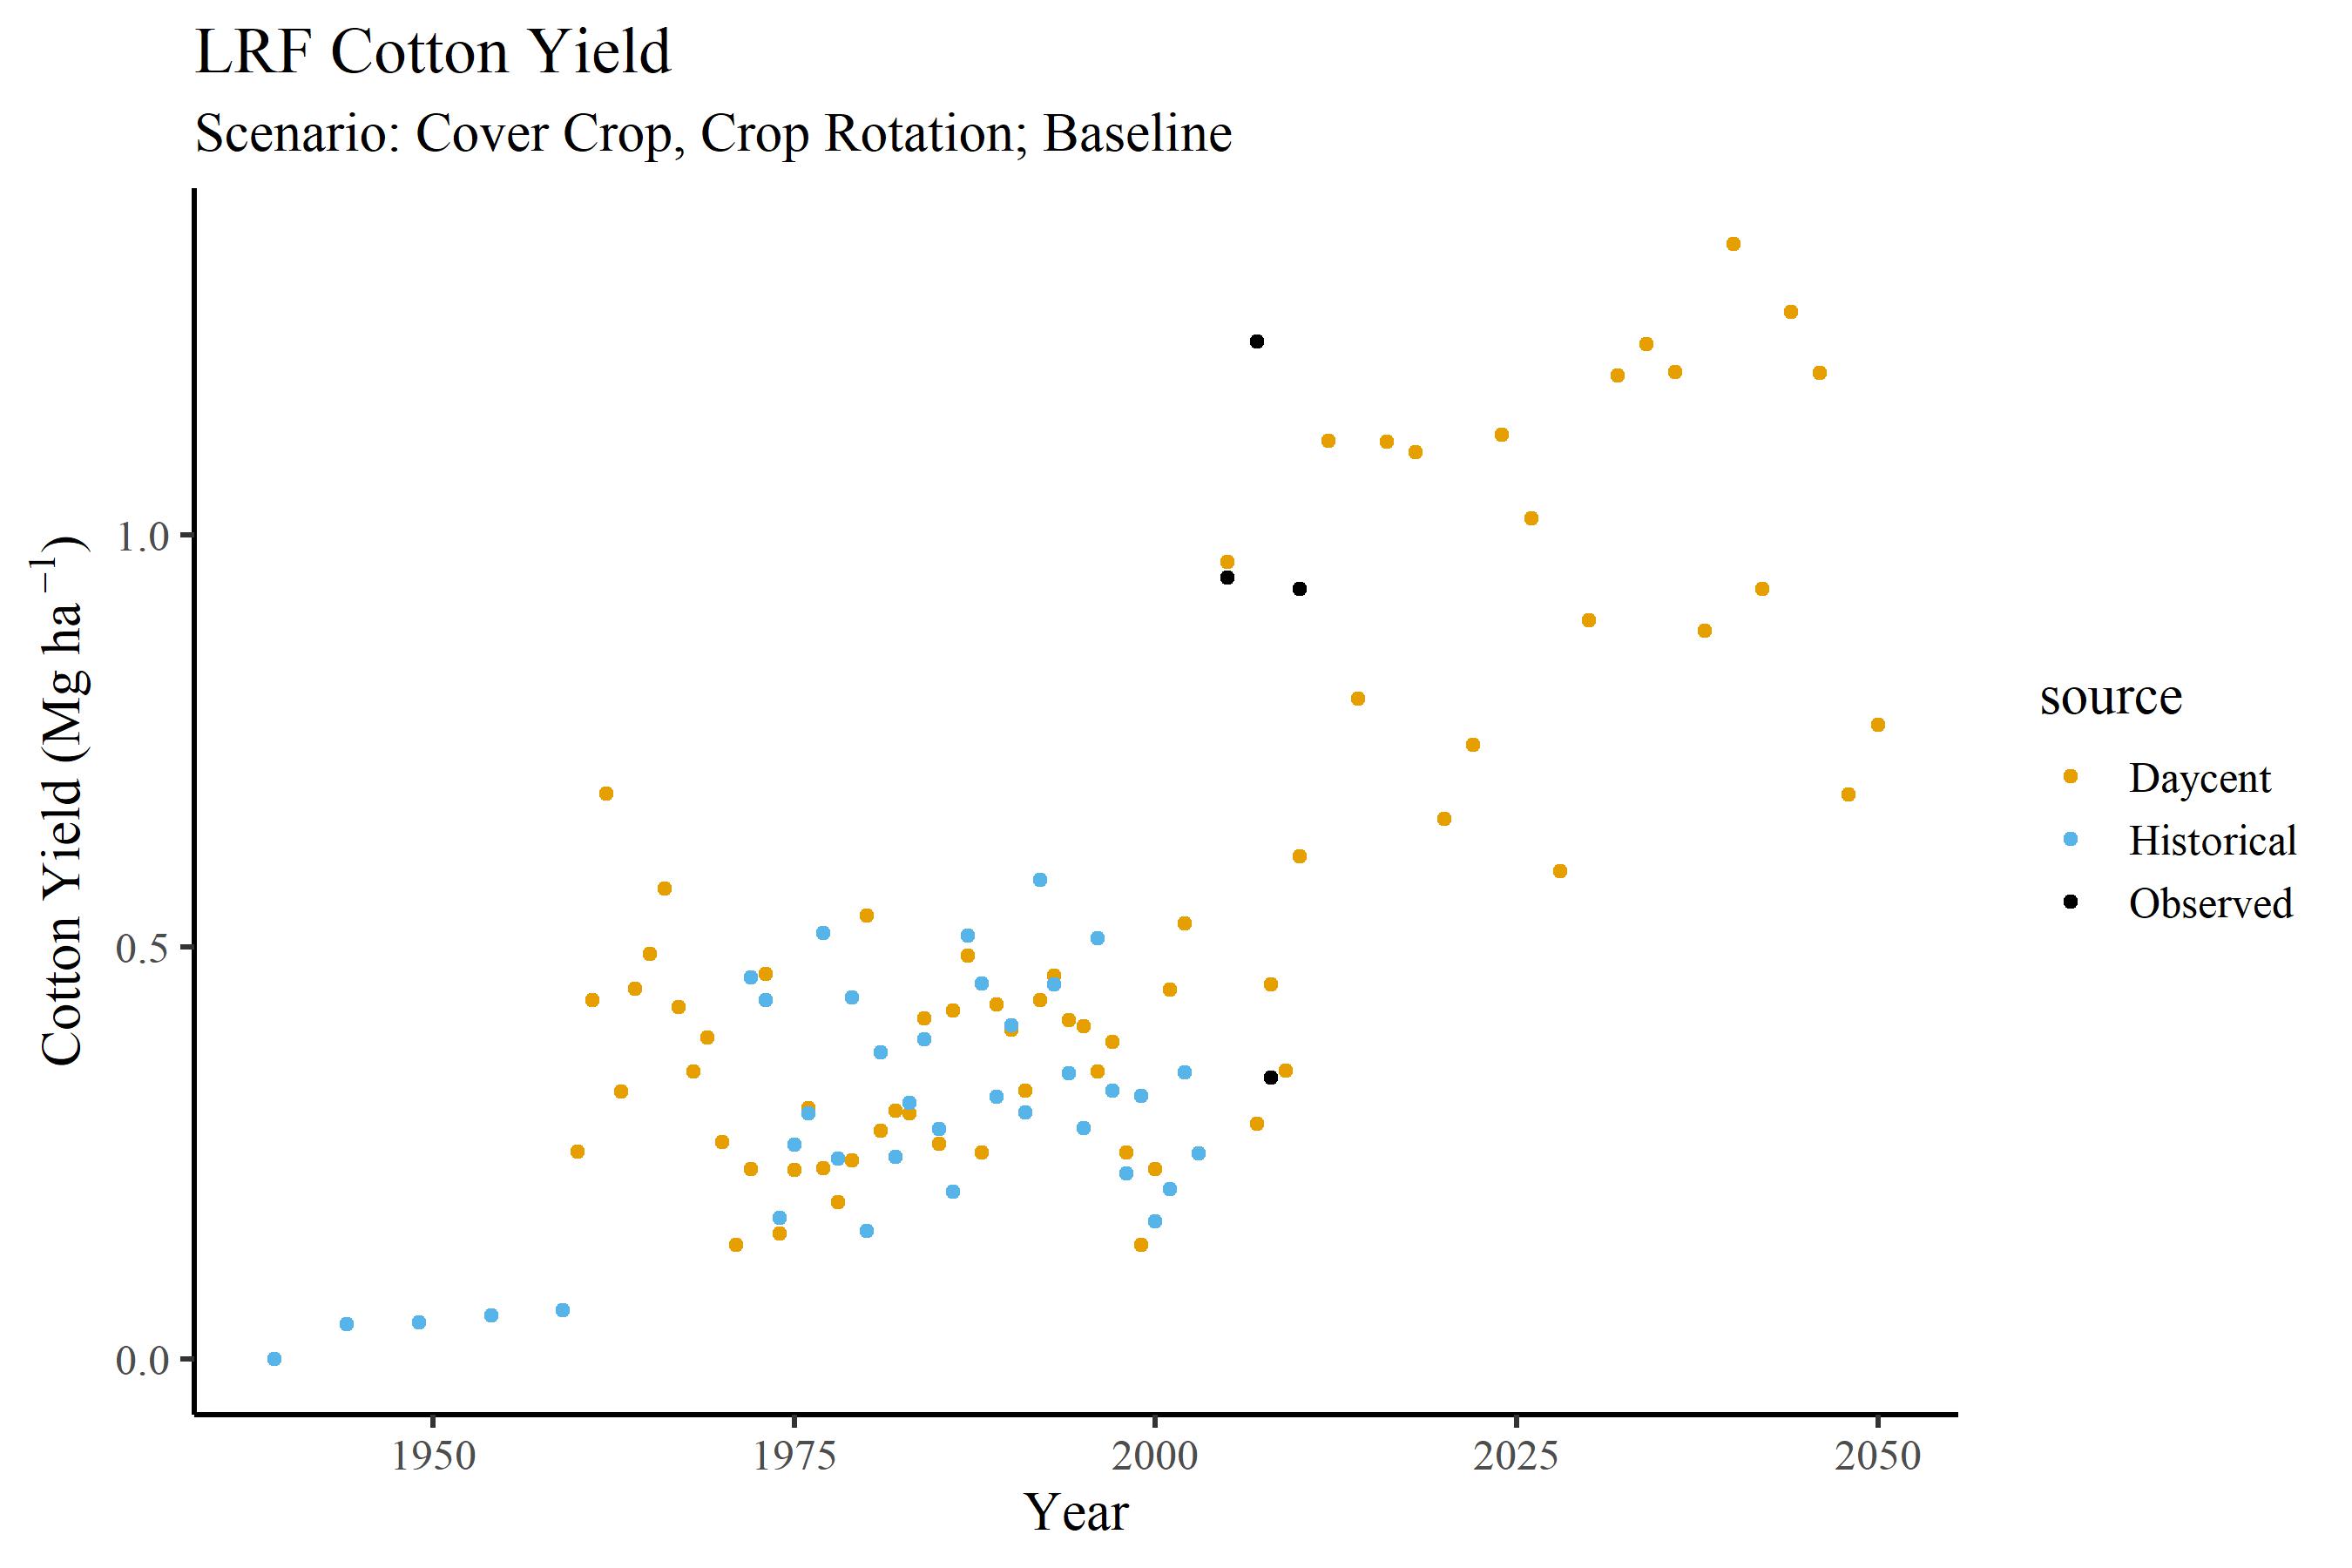 LRF Cotton Yield
Scenario: Cover Crop, Crop Rotation; Baseline
Cotton Yield (Mg ha⁻¹)
1.0
0.5
0.0
1950 1975 2000 2025 2050
Year
source
Daycent
Historical
Observed